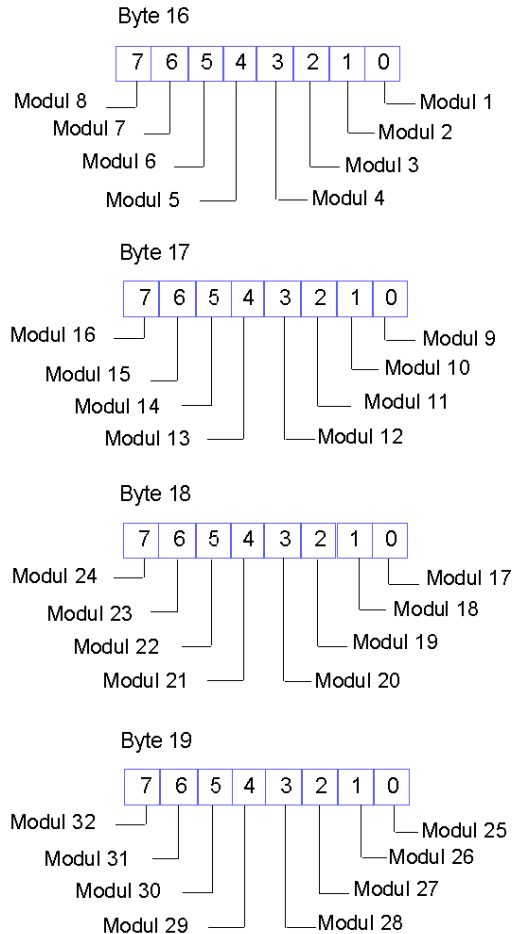 Byte 16
7 6 5 4 3 2 1 0
Modul 8 Modul 1
Modul 7 Modul 2
Modul 6 Modul 3
Modul 5 Modul 4
Byte 17
7 6 5 4 3 2 1 0
Modul 16 Modul 9
Modul 15 Modul 10
Modul 14 Modul 11
Modul 13 Modul 12
Byte 18
7 6 5 4 3 2 1 0
Modul 24 Modul 17
Modul 23 Modul 18
Modul 22 Modul 19
Modul 21 Modul 20
Byte 19
7 6 5 4 3 2 1 0
Modul 32 Modul 25
Modul 31 Modul 26
Modul 30 Modul 27
Modul 29 Modul 28